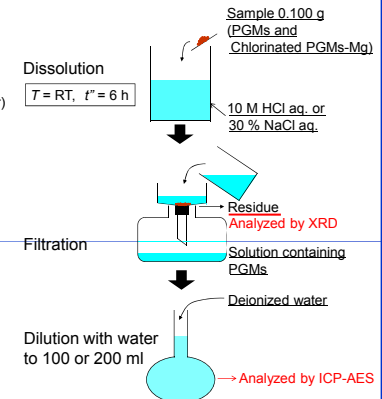 Sample 0.100 g
(PGMs and
Chlorinated PGMs-Mg)
Dissolution
T = RT, t" = 6 h
10 M HCl aq. or
30 % NaCl aq.
Residue
Analyzed by XRD
Filtration
Solution containing
PGMs
Deionized water
Dilution with water
to 100 or 200 ml
Analyzed by ICP-AES